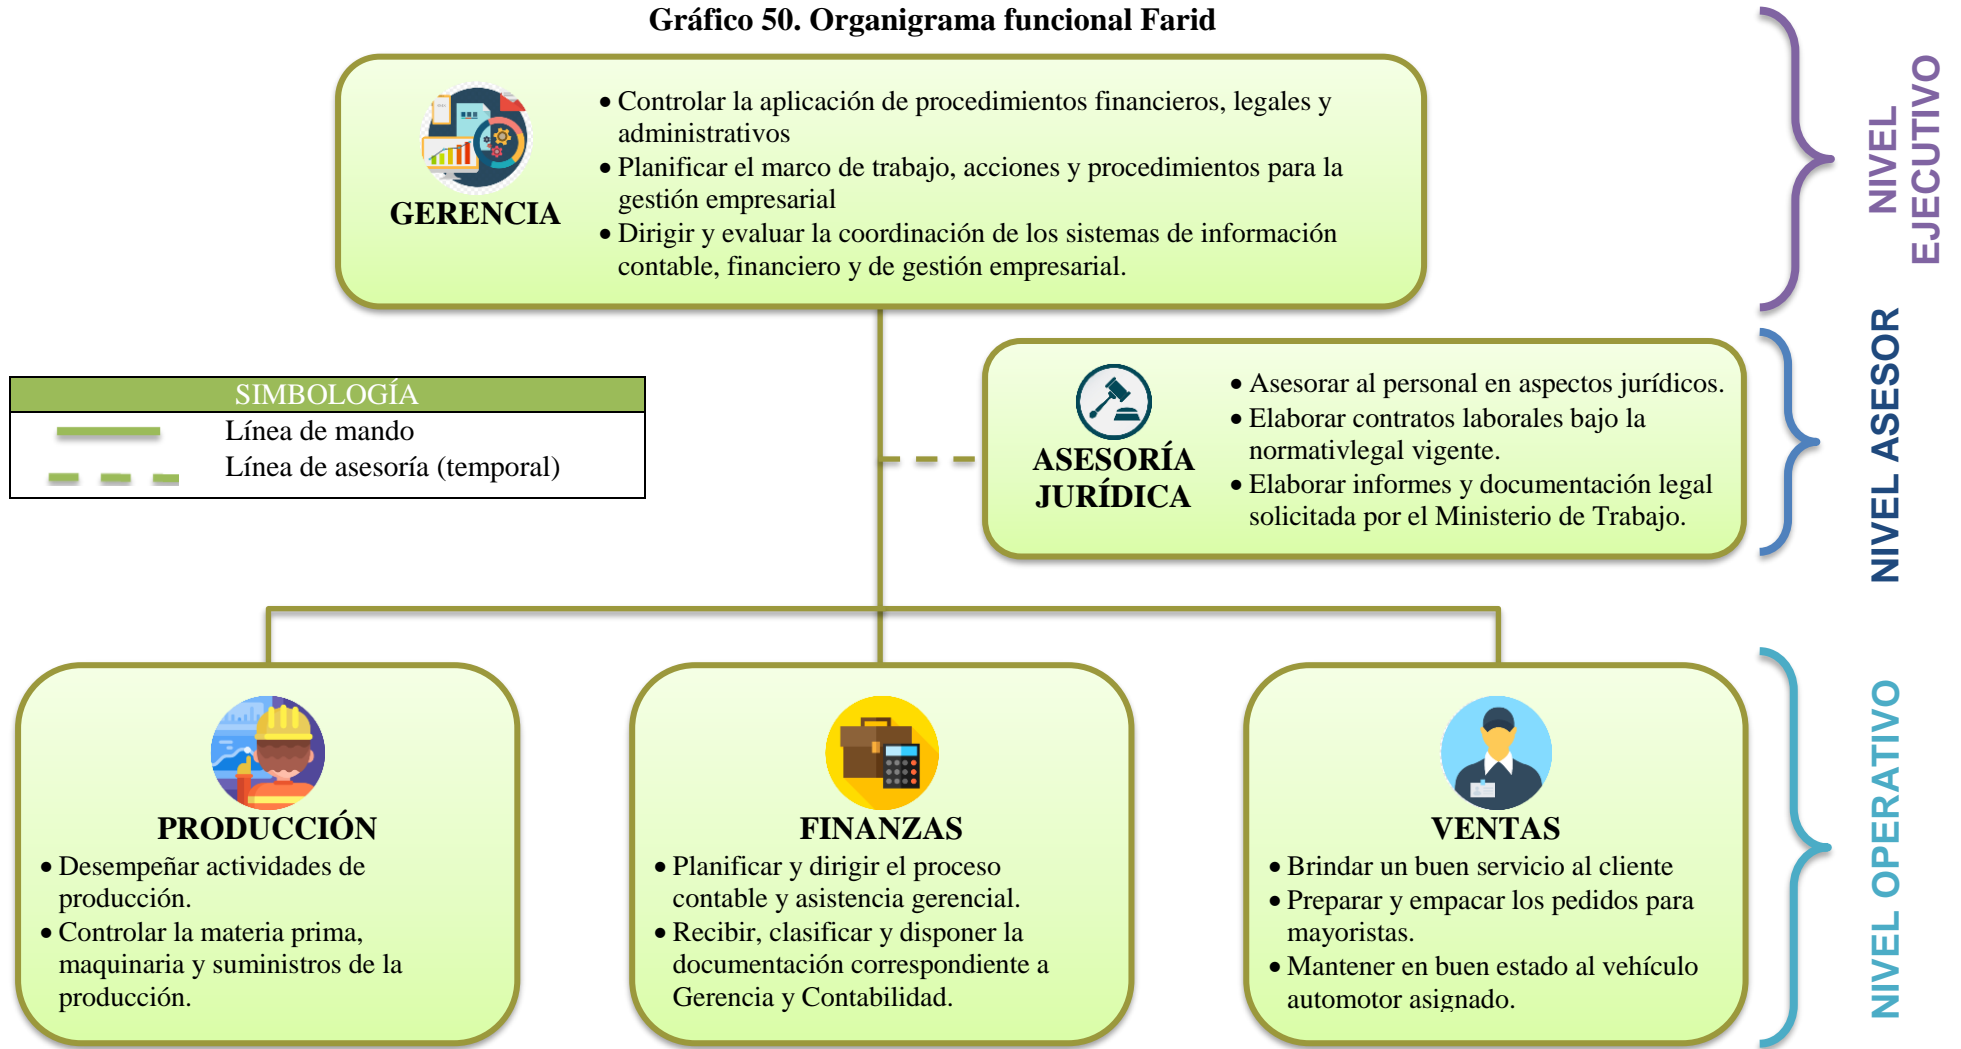 Gráfico 50. Organigrama funcional Farid
GERENCIA
• Controlar la aplicación de procedimientos financieros, legales y
administrativos
• Planificar el marco de trabajo, acciones y procedimientos para la
gestión empresarial
• Dirigir y evaluar la coordinación de los sistemas de información
contable, financiero y de gestión empresarial.
NIVEL
EJECUTIVO
SIMBOLOGÍA
Línea de mando
Línea de asesoría (temporal)
ASESORÍA
JURÍDICA
• Asesorar al personal en aspectos jurídicos.
• Elaborar contratos laborales bajo la
normativlegal vigente.
• Elaborar informes y documentación legal
solicitada por el Ministerio de Trabajo.
NIVEL ASESOR
PRODUCCIÓN
• Desempeñar actividades de
producción.
• Controlar la materia prima,
maquinaria y suministros de la
producción.
FINANZAS
• Planificar y dirigir el proceso
contable y asistencia gerencial.
• Recibir, clasificar y disponer la
documentación correspondiente a
Gerencia y Contabilidad.
VENTAS
• Brindar un buen servicio al cliente
• Preparar y empacar los pedidos para
mayoristas.
• Mantener en buen estado al vehículo
automotor asignado.
NIVEL OPERATIVO